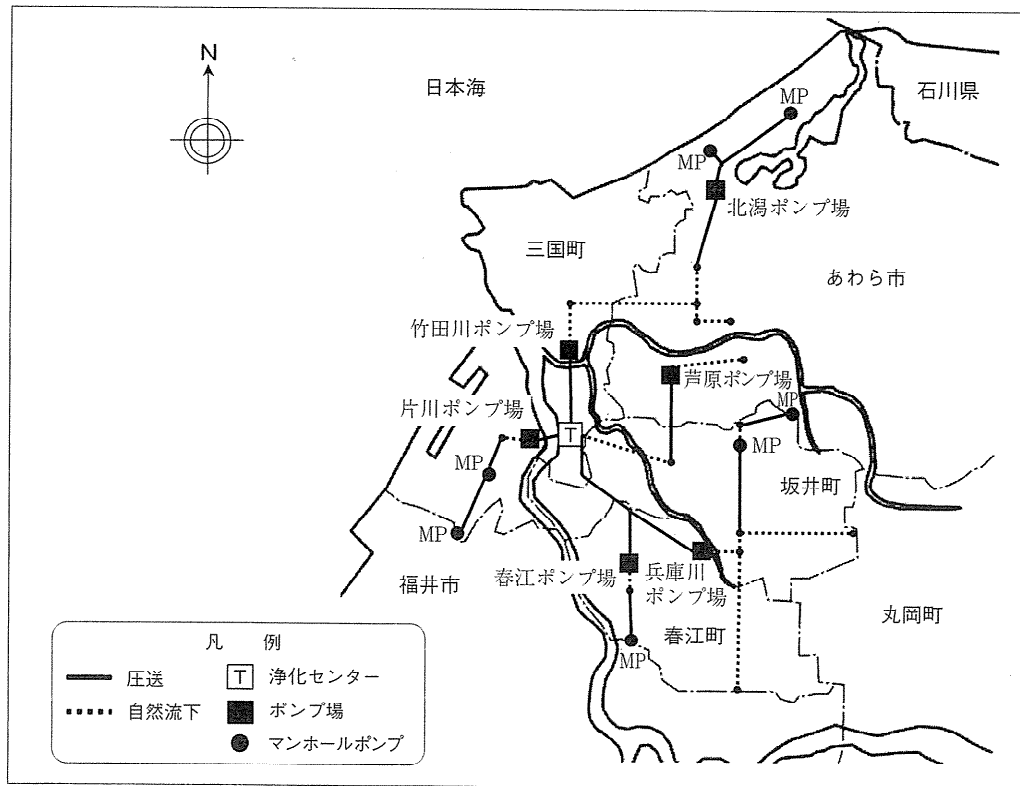 N
日本海
石川県
MP
MP
北潟ポンプ場
三国町
あわら市
竹田川ポンプ場
芦原ポンプ場
片川ポンプ場
MP
T
MP
MP
坂井町
MP
福井市
春江ポンプ場
兵庫川
ポンプ場
丸岡町
春江町
MP
凡 例
圧送
T 浄化センター
自然流下
ポンプ場
マンホールポンプ